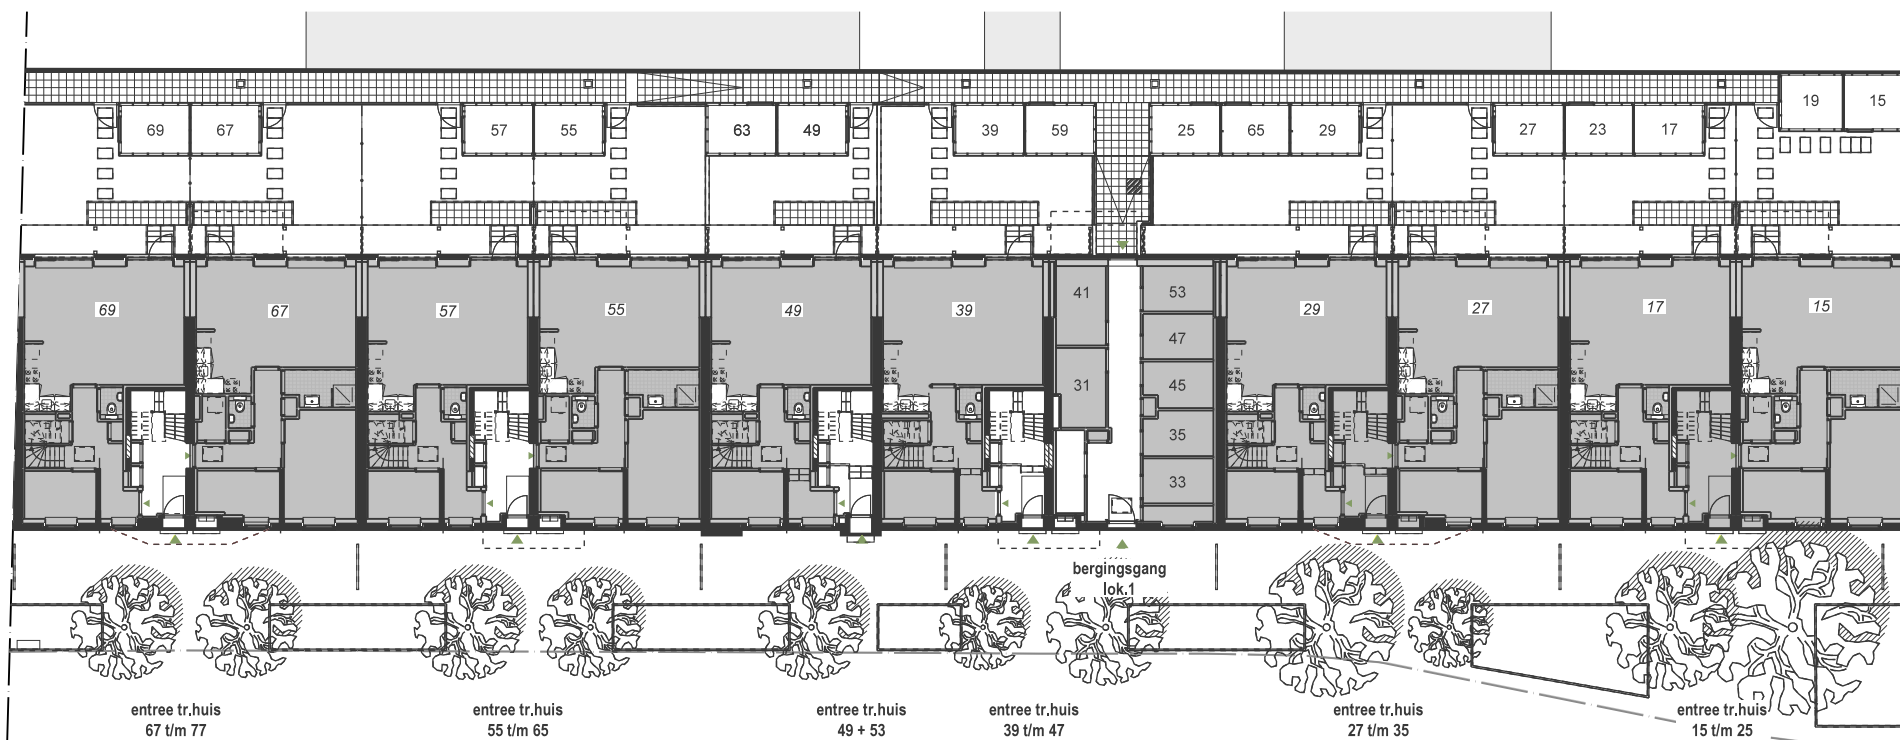 19
15
69
67
57
55
63
49
39
59
25
65
29
27
23
17
69
67
57
55
49
39
41
31
53
47
45
35
33
29
27
17
15
bergingsgang
lok.1
entree tr.huis
67 t/m 77
entree tr.huis
55 t/m 65
entree tr.huis
49 + 53
entree tr.huis
39 t/m 47
entree tr.huis
27 t/m 35
entree tr.huis
15 t/m 25